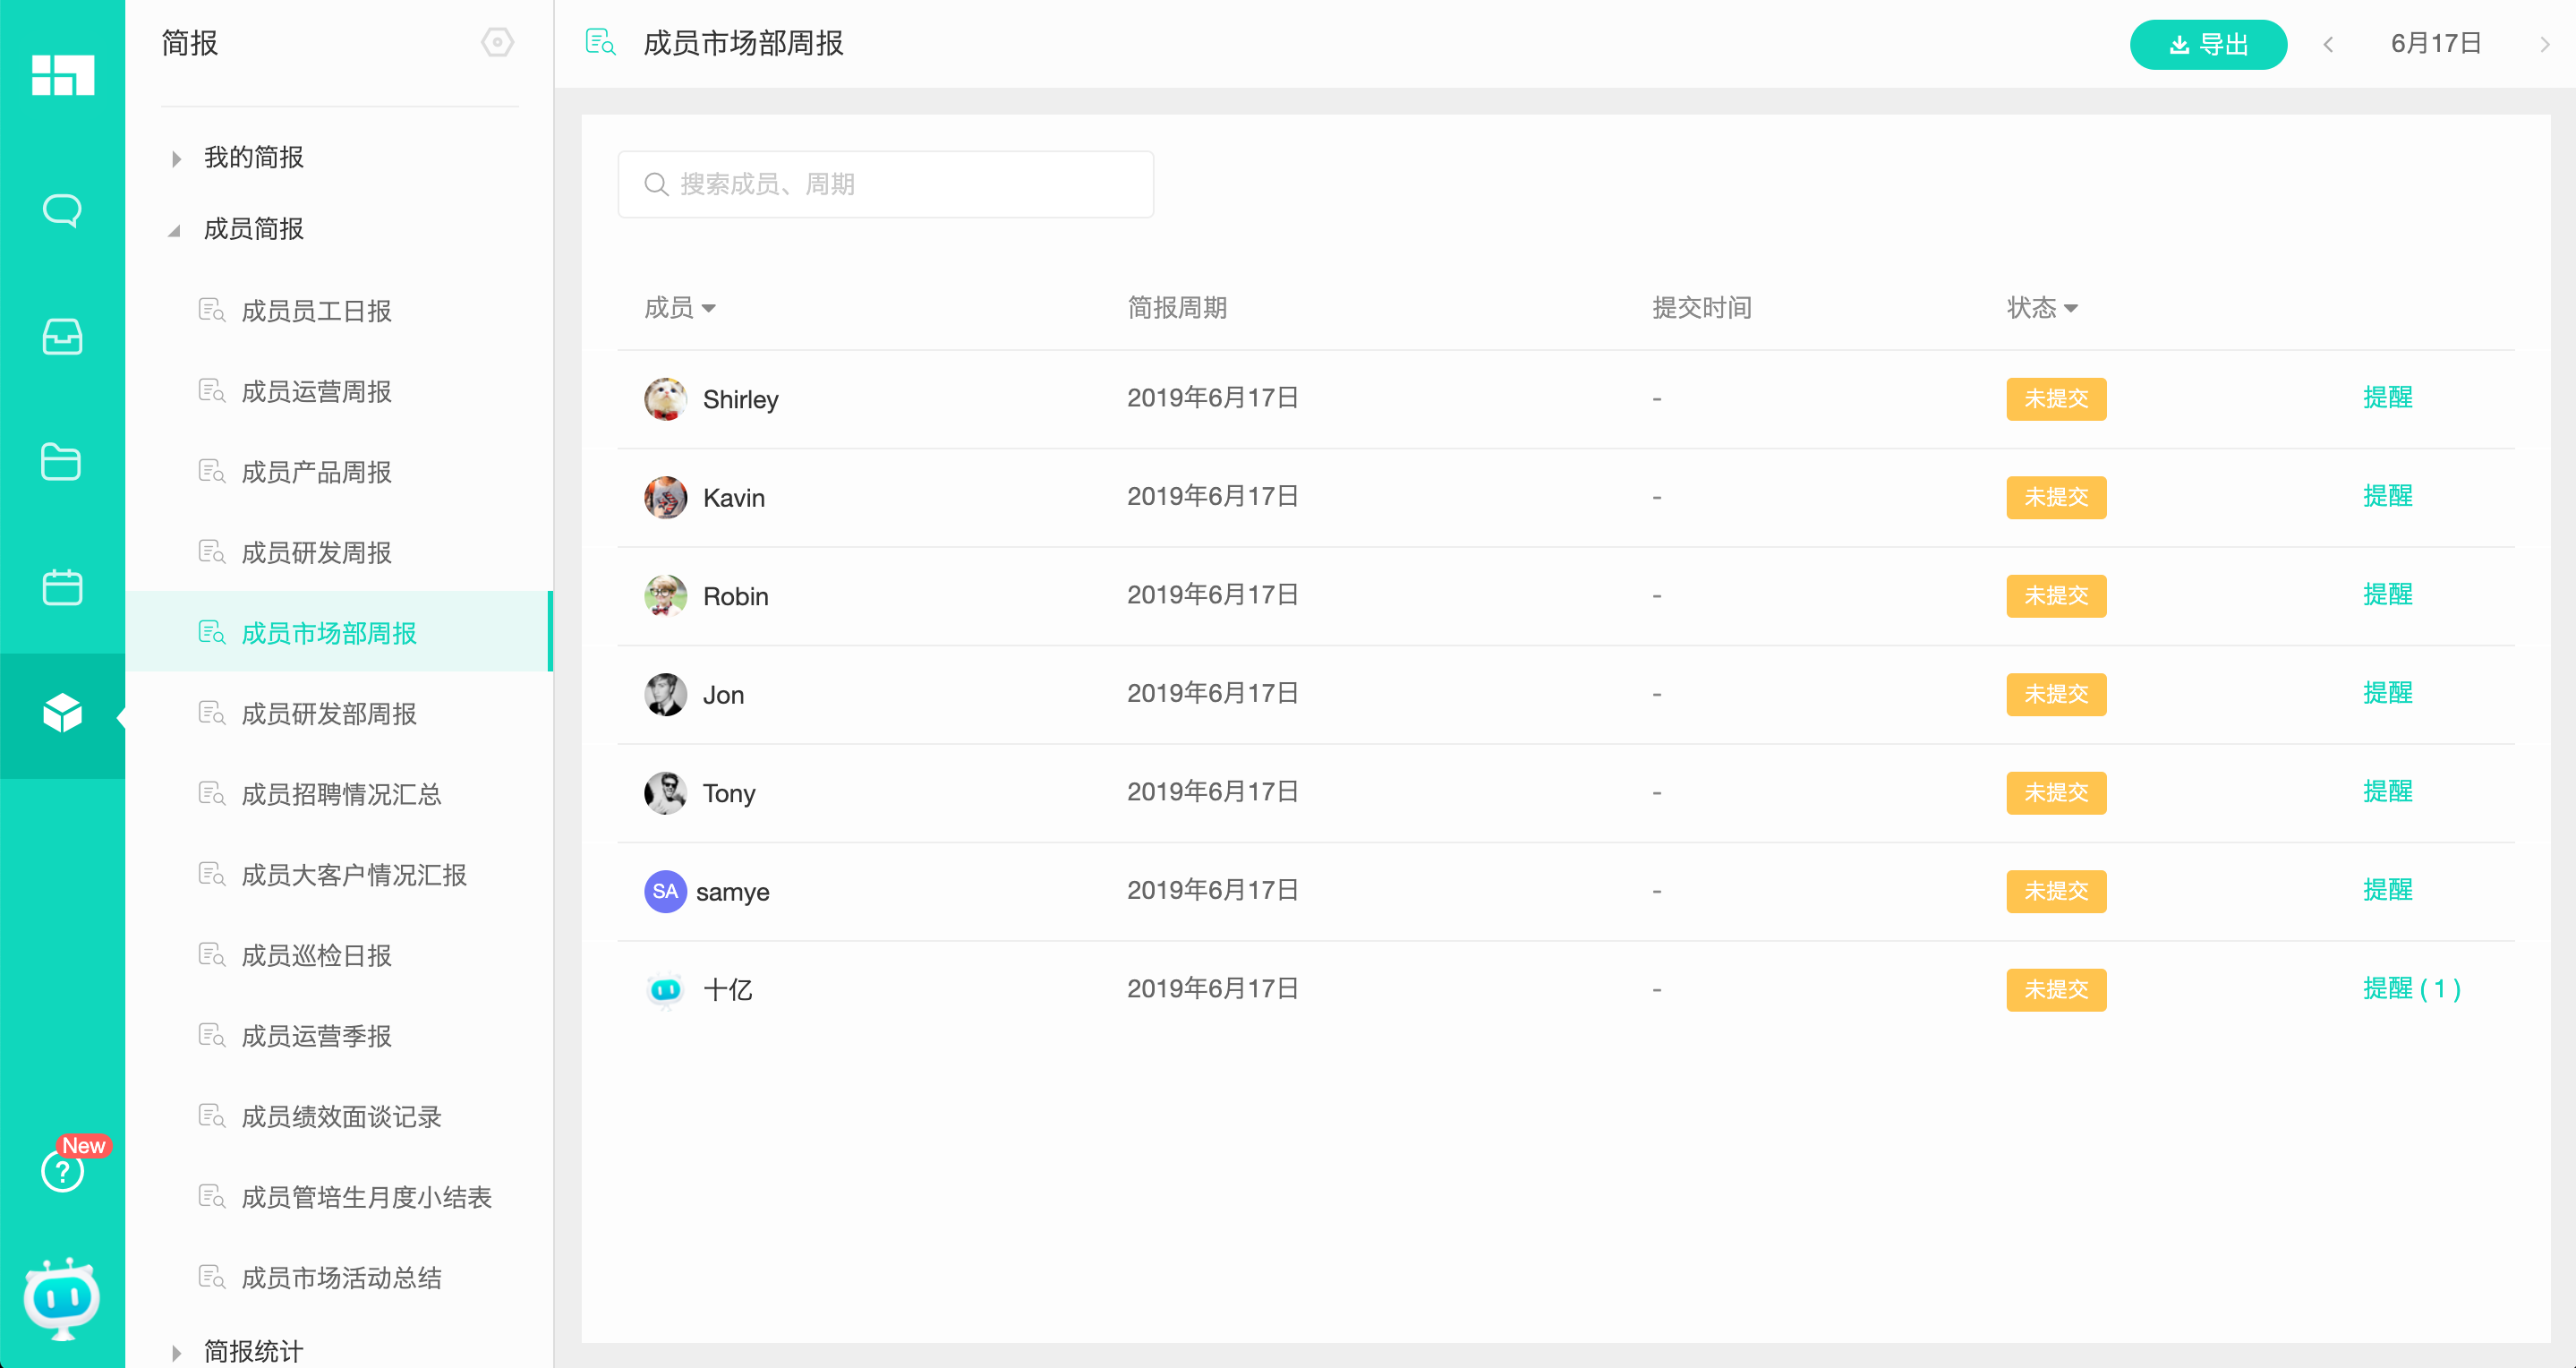 简报
我的简报
成员简报
成员员工日报
成员运营周报
成员产品周报
成员研发周报
成员市场部周报
成员研发部周报
成员招聘情况汇总
成员大客户情况汇报
成员巡检日报
成员运营季报
成员绩效面谈记录
成员管培生月度小结表
成员市场活动总结
简报统计
New
成员市场部周报
导出
6月17日
搜索成员、周期
成员 简报周期 提交时间 状态
Shirley 2019年6月17日 - 未提交 提醒
Kavin 2019年6月17日 - 未提交 提醒
Robin 2019年6月17日 - 未提交 提醒
Jon 2019年6月17日 - 未提交 提醒
Tony 2019年6月17日 - 未提交 提醒
SA samye 2019年6月17日 - 未提交 提醒
十亿 2019年6月17日 - 未提交 提醒 ( 1 )